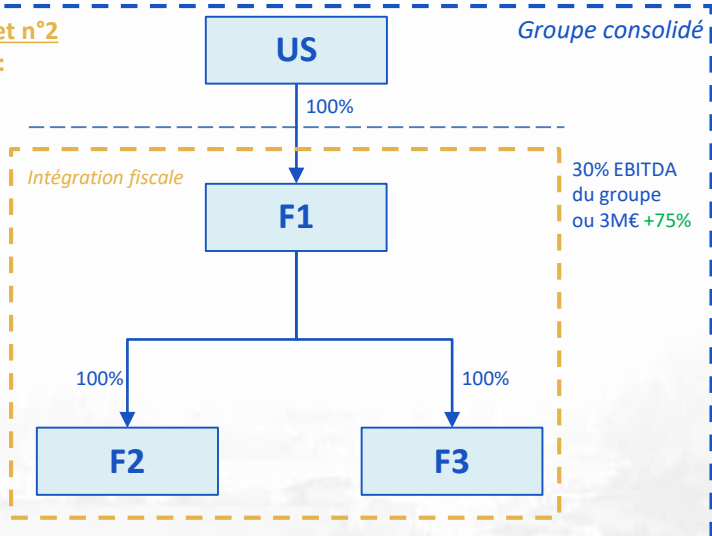 et n°2
:
Groupe consolidé
US
100%
Intégration fiscale
30% EBITDA
du groupe
ou 3M€ +75%
F1
100%
100%
F2
F3